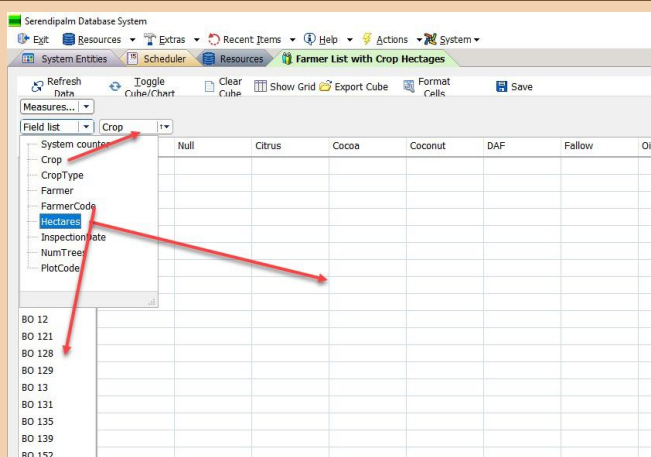 Serendipalm Database System
Exit Resources Extras Recent Items Help Actions System
System Entities Scheduler Resources Farmer List with Crop Hectages
Refresh Data Toggle Cube/Chart Clear Cube Show Grid Export Cube Format Cells Save
Measures...
Field list Crop
Null Citrus Cocoa Coconut DAF Fallow
System counter
Crop
CropType
Farmer
FarmerCode
Hectares
InspectionDate
NumTrees
PlotCode
BO 12
BO 121
BO 128
BO 129
BO 13
BO 131
BO 135
BO 139
BO 152